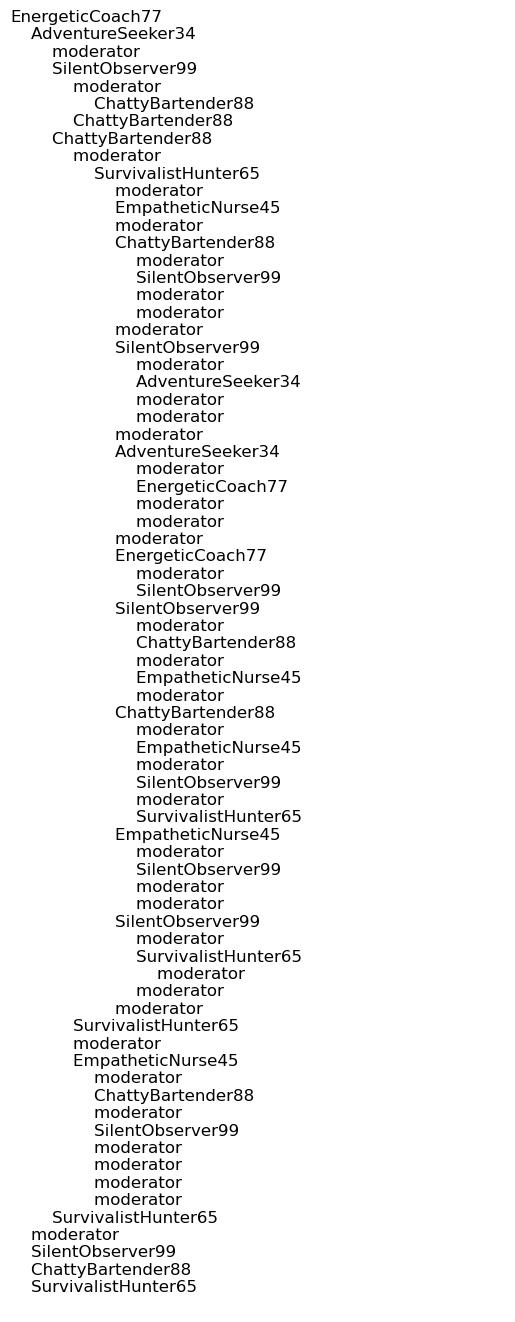 EnergeticCoach77
AdventureSeeker34
moderator
SilentObserver99
moderator
ChattyBartender88
ChattyBartender88
ChattyBartender88
moderator
SurvivalistHunter65
moderator
EmpatheticNurse45
moderator
ChattyBartender88
moderator
SilentObserver99
moderator
moderator
moderator
SilentObserver99
moderator
AdventureSeeker34
moderator
moderator
moderator
AdventureSeeker34
moderator
EnergeticCoach77
moderator
moderator
moderator
EnergeticCoach77
moderator
SilentObserver99
SilentObserver99
moderator
ChattyBartender88
moderator
EmpatheticNurse45
moderator
ChattyBartender88
moderator
EmpatheticNurse45
moderator
SilentObserver99
moderator
SurvivalistHunter65
EmpatheticNurse45
moderator
SilentObserver99
moderator
moderator
SilentObserver99
moderator
SurvivalistHunter65
moderator
moderator
moderator
SurvivalistHunter65
moderator
EmpatheticNurse45
moderator
ChattyBartender88
moderator
SilentObserver99
moderator
moderator
moderator
moderator
SurvivalistHunter65
moderator
SilentObserver99
ChattyBartender88
SurvivalistHunter65